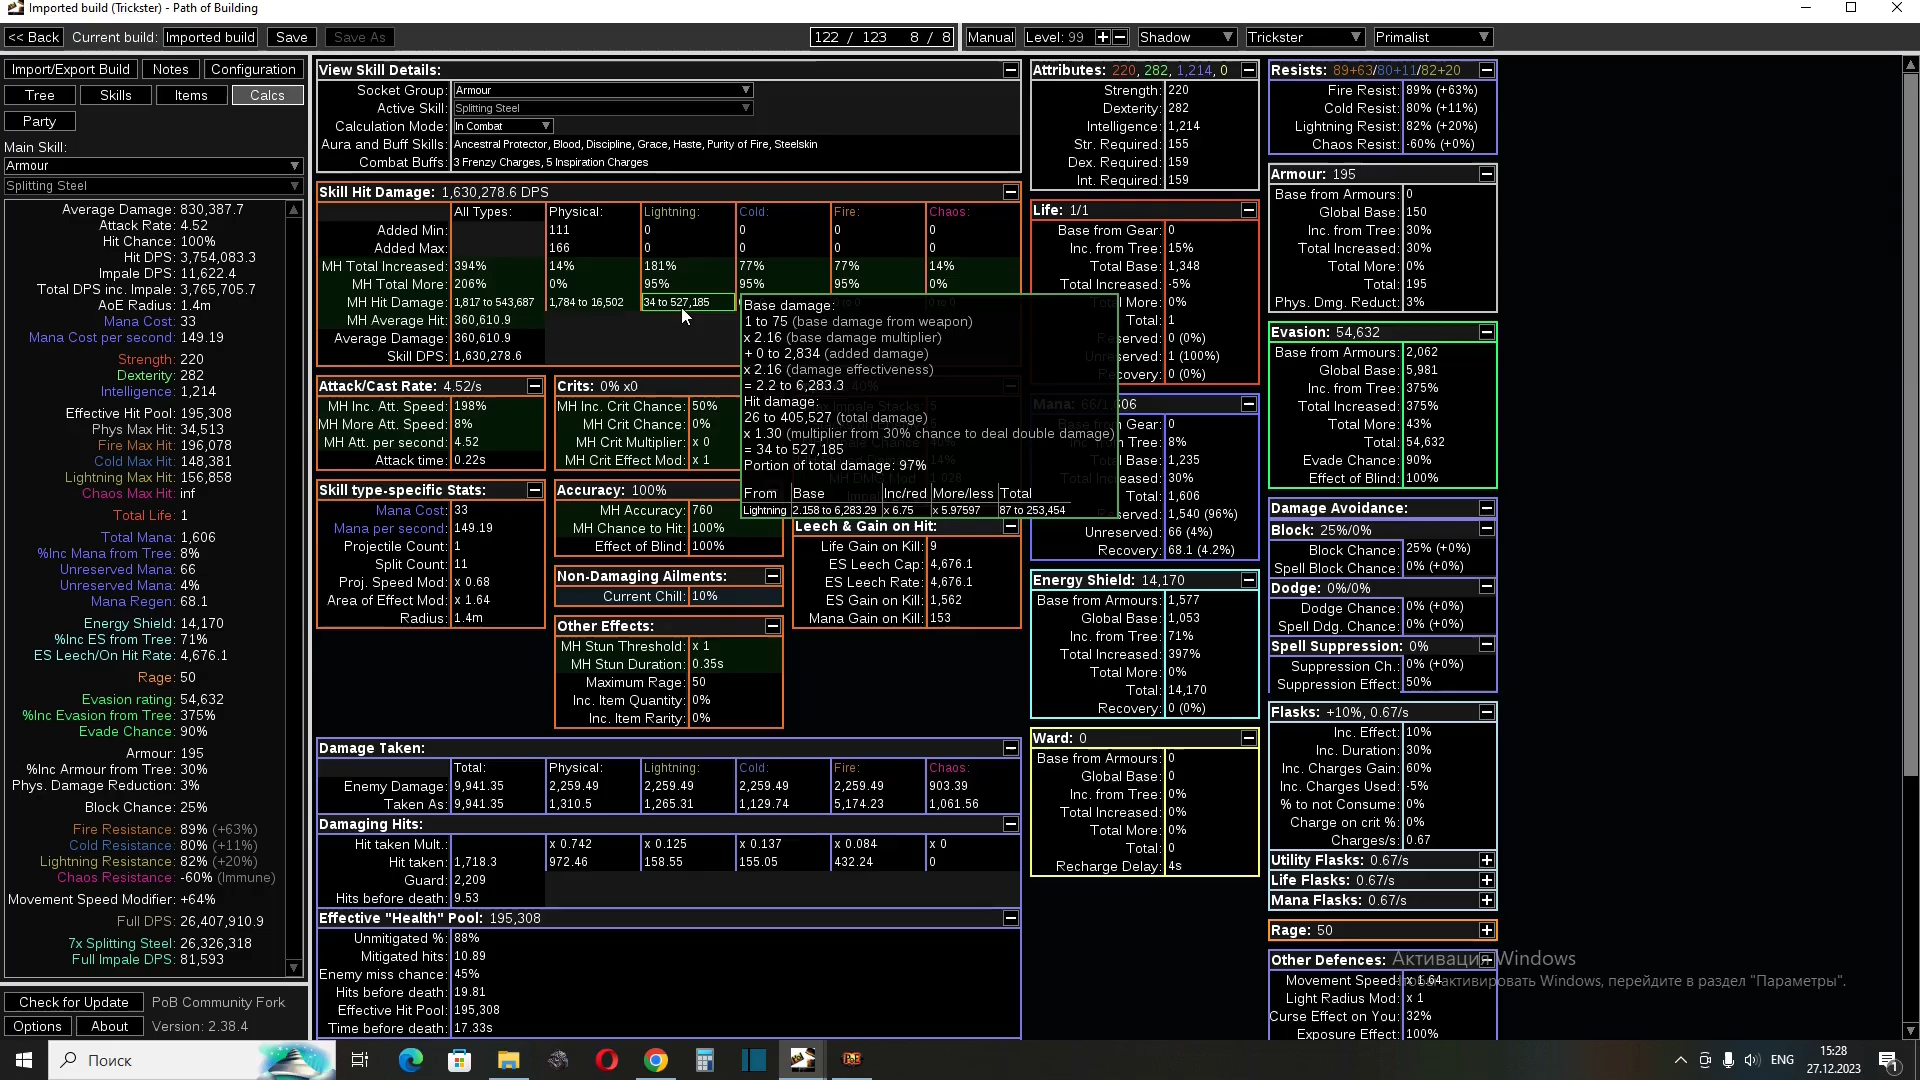 Imported build (Trickster) - Path of Building
<< Back Current build: Imported build Save Save As 122 / 123 8 / 8 Manual Level: 99 Shadow Trickster Primalist
Import/Export Build Notes Configuration
Tree Skills Items Calcs
Party
Main Skill:
Armour
Splitting Steel
Average Damage: 830,387.7
Attack Rate: 4.52
Hit Chance: 100%
Hit DPS: 3,754,083.3
Impale DPS: 11,622.4
Total DPS inc. Impale: 3,765,705.7
AoE Radius: 1.4m
Mana Cost: 33
Mana Cost per second: 149.19
Strength: 220
Dexterity: 282
Intelligence: 1,214
Effective Hit Pool: 195,308
Phys Max Hit: 34,513
Fire Max Hit: 196,078
Cold Max Hit: 148,381
Lightning Max Hit: 156,858
Chaos Max Hit: inf
Total Life: 1
Total Mana: 1,606
%Inc Mana from Tree: 8%
Unreserved Mana: 66
Unreserved Mana: 4%
Mana Regen: 68.1
Energy Shield: 14,170
%Inc ES from Tree: 71%
ES Leech/On Hit Rate: 4,676.1
Rage: 50
Evasion rating: 54,632
%Inc Evasion from Tree: 375%
Evade Chance: 90%
Armour: 195
%Inc Armour from Tree: 30%
Phys. Damage Reduction: 3%
Block Chance: 25%
Fire Resistance: 89% (+63%)
Cold Resistance: 80% (+11%)
Lightning Resistance: 82% (+20%)
Chaos Resistance: -60% (Immune)
Movement Speed Modifier: +64%
Full DPS: 26,407,910.9
7x Splitting Steel: 26,326,318
Full Impale DPS: 81,593
Check for Update PoB Community Fork
Options About Version: 2.38.4
View Skill Details:
Socket Group: Armour
Active Skill: Splitting Steel
Calculation Mode: In Combat
Aura and Buff Skills: Ancestral Protector, Blood, Discipline, Grace, Haste, Purity of Fire, Steelskin
Combat Buffs: 3 Frenzy Charges, 5 Inspiration Charges
Skill Hit Damage: 1,630,278.6 DPS
All Types: Physical: Lightning: Cold: Fire: Chaos:
Added Min: 111 0 0 0 0
Added Max: 166 0 0 0 0
MH Total Increased: 394% 14% 181% 77% 77% 14%
MH Total More: 206% 0% 95% 95% 95% 0%
MH Hit Damage: 1,817 to 543,687 1,784 to 16,502 34 to 527,185
MH Average Hit: 360,610.9
Average Damage: 360,610.9
Skill DPS: 1,630,278.6
Base damage:
1 to 75 (base damage from weapon)
x 2.16 (base damage multiplier)
+ 0 to 2,834 (added damage)
x 2.16 (damage effectiveness)
= 2.2 to 6,283.3
Hit damage:
26 to 405,527 (total damage)
x 1.30 (multiplier from 30% chance to deal double damage)
= 34 to 527,185
Portion of total damage: 97%
From Base Inc/red More/less Total
Lightning 2.158 to 6,283.29 x 6.75 x 5.97597 87 to 253,454
Attack/Cast Rate: 4.52/s
MH Inc. Att. Speed: 198%
MH More Att. Speed: 8%
MH Att. per second: 4.52
Attack time: 0.22s
Crits: 0% x0
MH Inc. Crit Chance: 50%
MH Crit Chance: 0%
MH Crit Multiplier: x 0
MH Crit Effect Mod: x 1
Skill type-specific Stats:
Mana Cost: 33
Mana per second: 149.19
Projectile Count: 1
Split Count: 11
Proj. Speed Mod: x 0.68
Area of Effect Mod: x 1.64
Radius: 1.4m
Accuracy: 100%
MH Accuracy: 760
MH Chance to Hit: 100%
Effect of Blind: 100%
Non-Damaging Ailments:
Current Chill: 10%
Other Effects:
MH Stun Threshold: x 1
MH Stun Duration: 0.35s
Maximum Rage: 50
Inc. Item Quantity: 0%
Inc. Item Rarity: 0%
Leech & Gain on Hit:
Life Gain on Kill: 9
ES Leech Cap: 4,676.1
ES Leech Rate: 4,676.1
ES Gain on Kill: 1,562
Mana Gain on Kill: 153
Damage Taken:
Total: Physical: Lightning: Cold: Fire: Chaos:
Enemy Damage: 9,941.35 2,259.49 2,259.49 2,259.49 2,259.49 903.39
Taken As: 9,941.35 1,310.5 1,265.31 1,129.74 5,174.23 1,061.56
Damaging Hits:
Hit taken Mult.: x 0.742 x 0.125 x 0.137 x 0.084 x 0
Hit taken: 1,718.3 972.46 158.55 155.05 432.24 0
Guard: 2,209
Hits before death: 9.53
Effective "Health" Pool: 195,308
Unmitigated %: 88%
Mitigated hits: 10.89
Enemy miss chance: 45%
Hits before death: 19.81
Effective Hit Pool: 195,308
Time before death: 17.33s
Attributes: 220, 282, 1,214, 0
Strength: 220
Dexterity: 282
Intelligence: 1,214
Str. Required: 155
Dex. Required: 159
Int. Required: 159
Life: 1/1
Base from Gear: 0
Inc. from Tree: 15%
Total Base: 1,348
Total Increased: -5%
More: 0%
Total: 1
Reserved: 0 (0%)
Unreserved: 1 (100%)
Recovery: 0 (0%)
Mana: 66/1,606
Base from Gear: 0
Inc. from Tree: 8%
Total Base: 1,235
Total Increased: 30%
Total More: 0%
Total: 1,606
Reserved: 1,540 (96%)
Unreserved: 66 (4%)
Recovery: 68.1 (4.2%)
Energy Shield: 14,170
Base from Armours: 1,577
Global Base: 1,053
Inc. from Tree: 71%
Total Increased: 397%
Total More: 0%
Total: 14,170
Recovery: 0 (0%)
Ward: 0
Base from Armours: 0
Global Base: 0
Inc. from Tree: 0%
Total Increased: 0%
Total More: 0%
Total: 0
Recharge Delay: 4s
Resists: 89+63/80+11/82+20
Fire Resist: 89% (+63%)
Cold Resist: 80% (+11%)
Lightning Resist: 82% (+20%)
Chaos Resist: -60% (+0%)
Armour: 195
Base from Armours: 0
Global Base: 150
Inc. from Tree: 30%
Total Increased: 30%
Total More: 0%
Total: 195
Phys. Dmg. Reduct: 3%
Evasion: 54,632
Base from Armours: 2,062
Global Base: 5,981
Inc. from Tree: 375%
Total Increased: 375%
Total More: 43%
Total: 54,632
Evade Chance: 90%
Effect of Blind: 100%
Damage Avoidance:
Block: 25%/0%
Block Chance: 25% (+0%)
Spell Block Chance: 0% (+0%)
Dodge: 0%/0%
Dodge Chance: 0% (+0%)
Spell Ddg. Chance: 0% (+0%)
Spell Suppression: 0%
Suppression Ch.: 0% (+0%)
Suppression Effect: 50%
Flasks: +10%, 0.67/s
Inc. Effect: 10%
Inc. Duration: 30%
Inc. Charges Gain: 60%
Inc. Charges Used: -5%
% to not Consume: 0%
Charge on crit %: 0%
Charges/s: 0.67
Utility Flasks: 0.67/s
Life Flasks: 0.67/s
Mana Flasks: 0.67/s
Rage: 50
Other Defences:
Movement Speed: x 1.64
Light Radius Mod: x 1
Curse Effect on You: 32%
Exposure Effect: 100%
Активация Windows
активировать Windows, перейдите в раздел "Параметры".
Поиск
ENG
15:28
27.12.2023
1